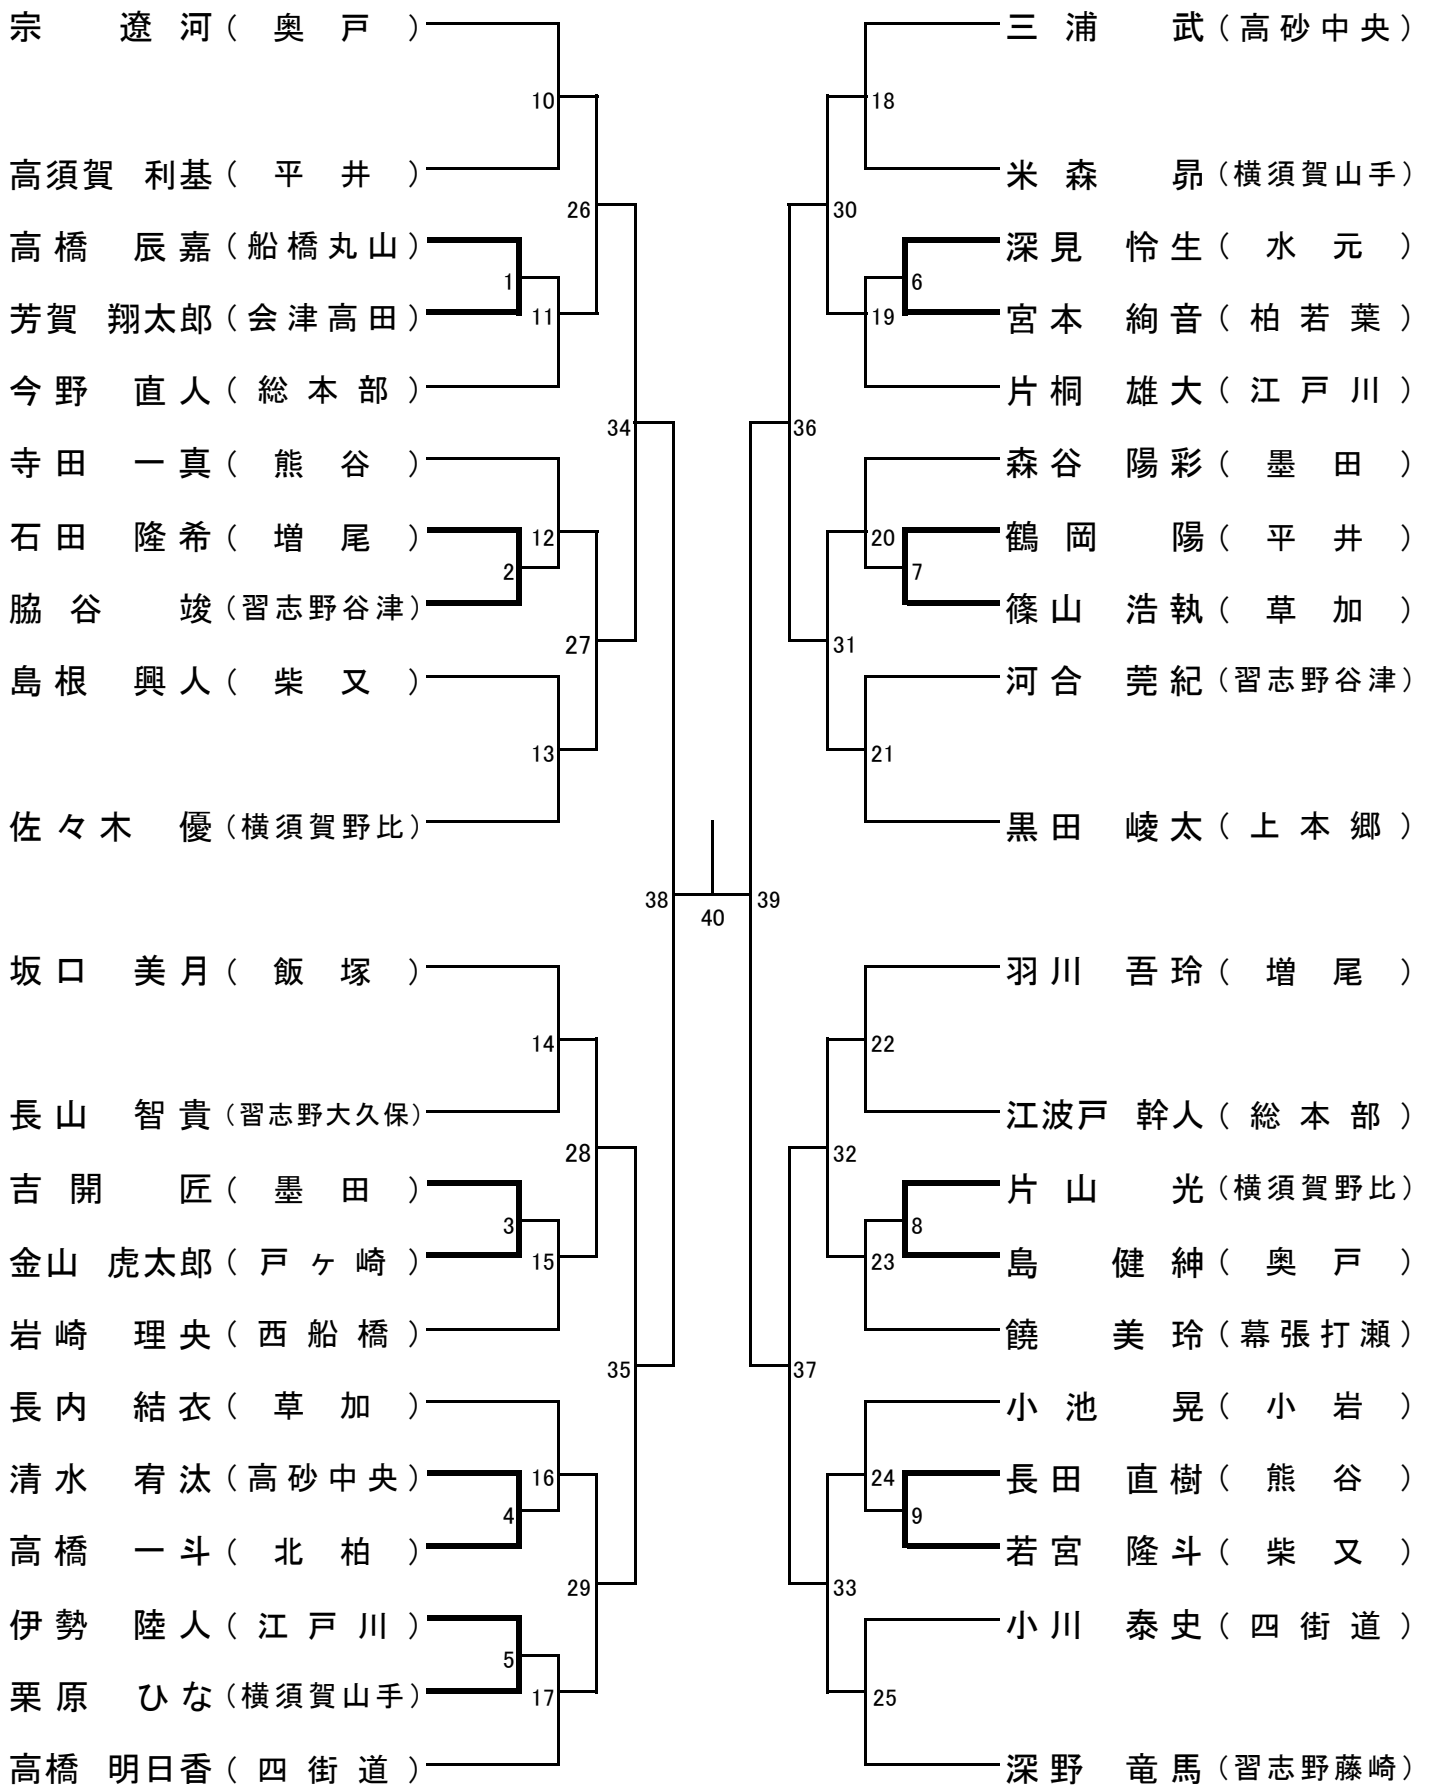 宗 遼河(奥戸)
10
高須賀 利基(平井)
26
高橋 辰嘉(船橋丸山)
1
芳賀 翔太郎(会津高田)
11
今野 直人(総本部)
34
寺田 一真(熊谷)
石田 隆希(増尾)
12
2
脇谷 竣(習志野谷津)
27
島根 興人(柴又)
13
佐々木 優(横須賀野比)
38
坂口 美月(飯塚)
14
長山 智貴(習志野大久保)
28
吉開 匠(墨田)
3
金山 虎太郎(戸ヶ崎)
15
岩崎 理央(西船橋)
35
長内 結衣(草加)
清水 宥汰(高砂中央)
16
4
高橋 一斗(北柏)
29
伊勢 陸人(江戸川)
5
栗原 ひな(横須賀山手)
17
高橋 明日香(四街道)
40
三浦 武(高砂中央)
18
米森 昴(横須賀山手)
30
深見 怜生(水元)
6
宮本 絢音(柏若葉)
19
片桐 雄大(江戸川)
36
森谷 陽彩(墨田)
鶴岡 陽(平井)
20
7
篠山 浩執(草加)
31
河合 莞紀(習志野谷津)
21
黒田 崚太(上本郷)
39
羽川 吾玲(増尾)
22
江波戸 幹人(総本部)
32
片山 光(横須賀野比)
8
島 健紳(奥戸)
23
饒 美玲(幕張打瀬)
37
小池 晃(小岩)
長田 直樹(熊谷)
24
9
若宮 隆斗(柴又)
33
小川 泰史(四街道)
25
深野 竜馬(習志野藤崎)